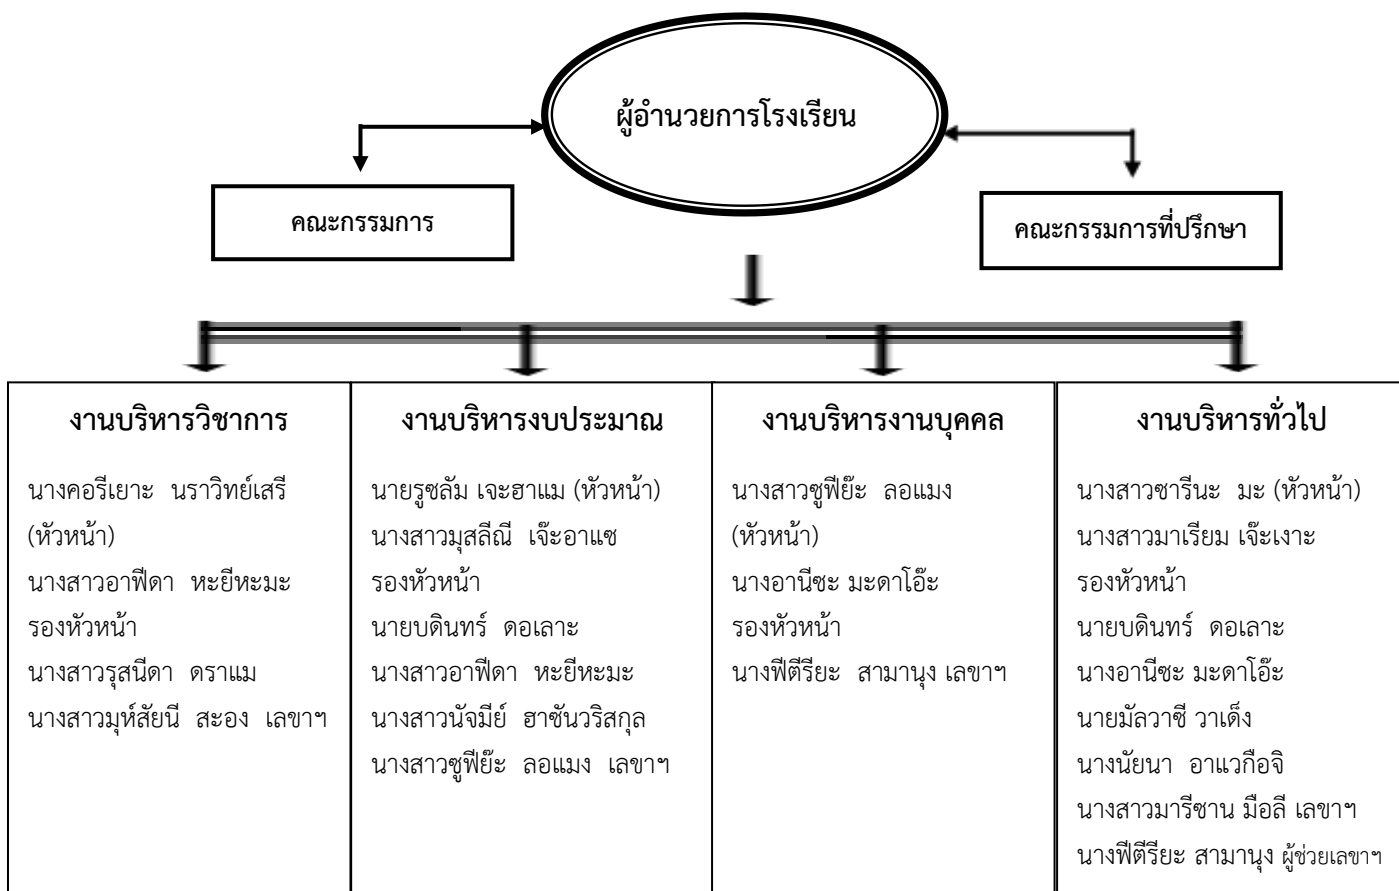 ผู้อำนวยการโรงเรียน
คณะกรรมการ
คณะกรรมการที่ปรึกษา
งานบริหารวิชาการ
นางคอรีเยาะ นราวิทย์เสรี
(หัวหน้า)
นางสาวอาฟีดา หะยีหะมะ
รองหัวหน้า
นางสาวรุสนีดา ดราแม
นางสาวมุห์สัยนี สะอง เลขาฯ
งานบริหารงบประมาณ
นายรูซลัม เจะฮาแม (หัวหน้า)
นางสาวมุสลีณี เจ๊ะอาแซ
รองหัวหน้า
นายบดินทร์ ดอเลาะ
นางสาวอาฟีดา หะยีหะมะ
นางสาวนัจมีย์ ฮาซันวริสกุล
นางสาวซูฟีย๊ะ ลอแมง เลขาฯ
งานบริหารงานบุคคล
นางสาวซูฟีย๊ะ ลอแมง
(หัวหน้า)
นางอานีซะ มะดาโอ๊ะ
รองหัวหน้า
นางฟีตีรียะ สามานุง เลขาฯ
งานบริหารทั่วไป
นางสาวซารีนะ มะ (หัวหน้า)
นางสาวมาเรียม เจ๊ะเงาะ
รองหัวหน้า
นายบดินทร์ ดอเลาะ
นางอานีซะ มะดาโอ๊ะ
นายมัลวาซี วาเด็ง
นางนัยนา อาแวกือจิ
นางสาวมารีซาน มือลี เลขาฯ
นางฟีตีรียะ สามานุง ผู้ช่วยเลขาฯ